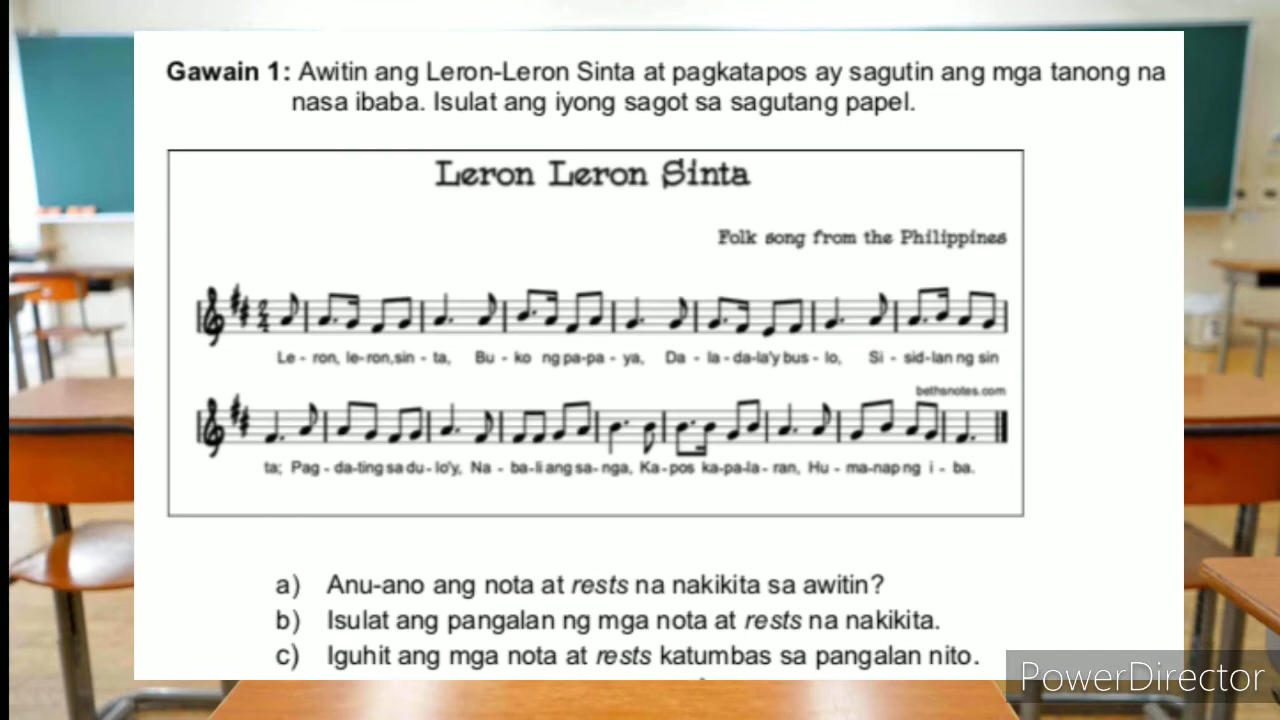 Gawain 1: Awitin ang Leron-Leron Sinta at pagkatapos ay sagutin ang mga tanong na
nasa ibaba. Isulat ang iyong sagot sa sagutang papel.
Leron Leron Sinta
Folk song from the Philippines
2
4
Le - ron, le-ron,sin - ta, Bu - ko ng pa-pa - ya, Da - la - da-la'y bus - lo, Si - sid-lan ng sin
bethsnotes.com
ta; Pag - da-ting sa du - lo'y, Na - ba-li ang sa - nga, Ka - pos ka-pa-la - ran, Hu - ma-nap ng i - ba.
a) Anu-ano ang nota at rests na nakikita sa awitin?
b) Isulat ang pangalan ng mga nota at rests na nakikita.
c) Iguhit ang mga nota at rests katumbas sa pangalan nito.
PowerDirector